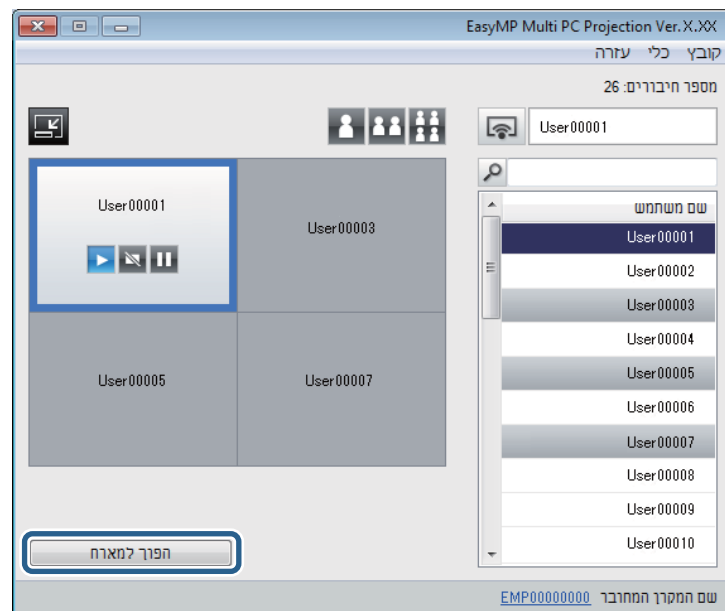 EasyMP Multi PC Projection Ver.X.XX
קובץ כלי עזרה
מספר חיבורים: 26
User00001
שם משתמש
User00001
User00002
User00003
User00004
User00005
User00006
User00007
User00008
User00009
User00010
User00001
User00003
User00005
User00007
הפוך למארח
שם המקרן המחובר EMP00000000